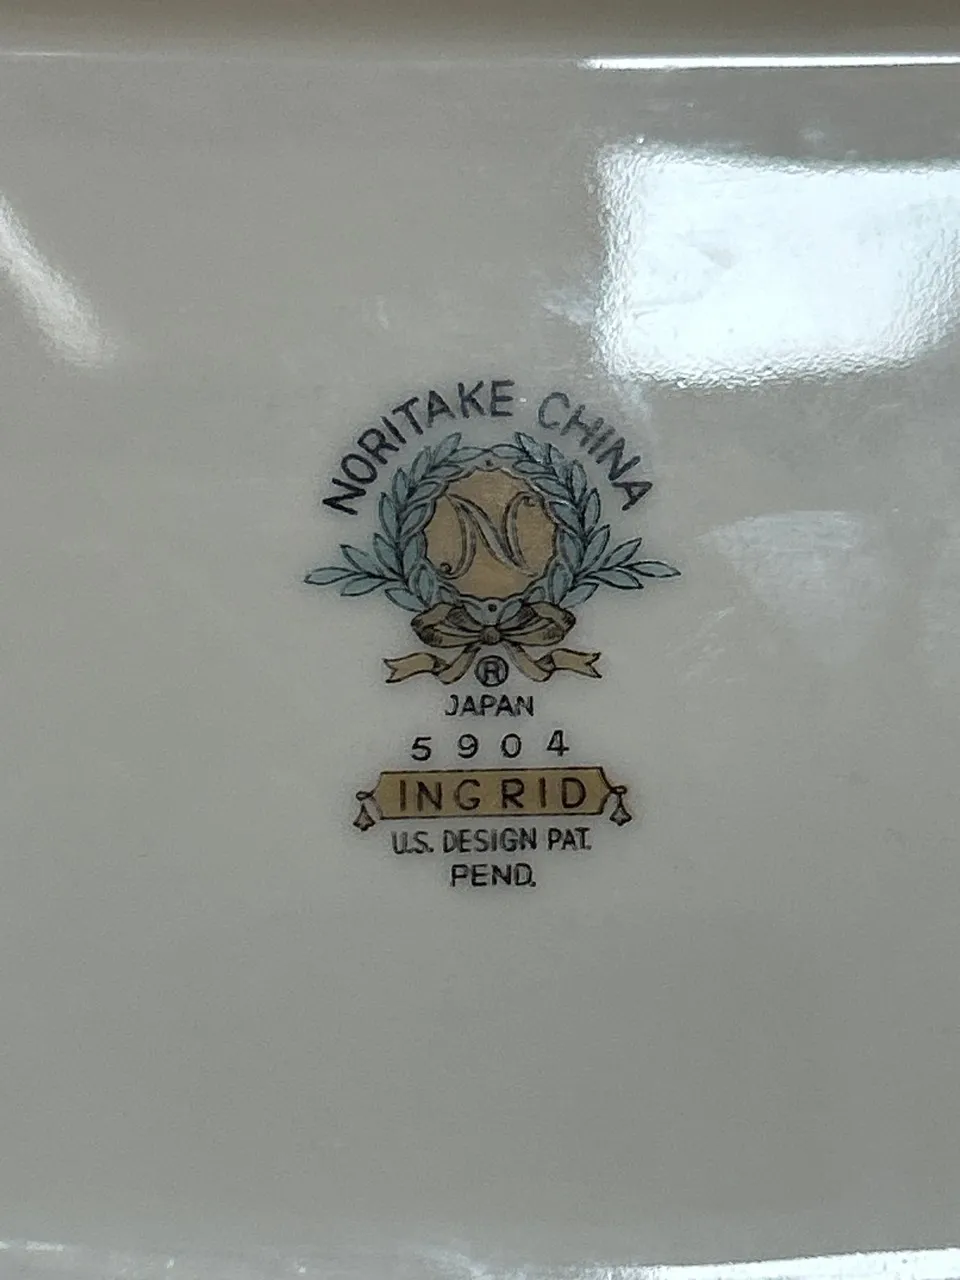 NORITAKE CHINA
N
®
JAPAN
5904
INGRID
U.S. DESIGN PAT.
PEND.